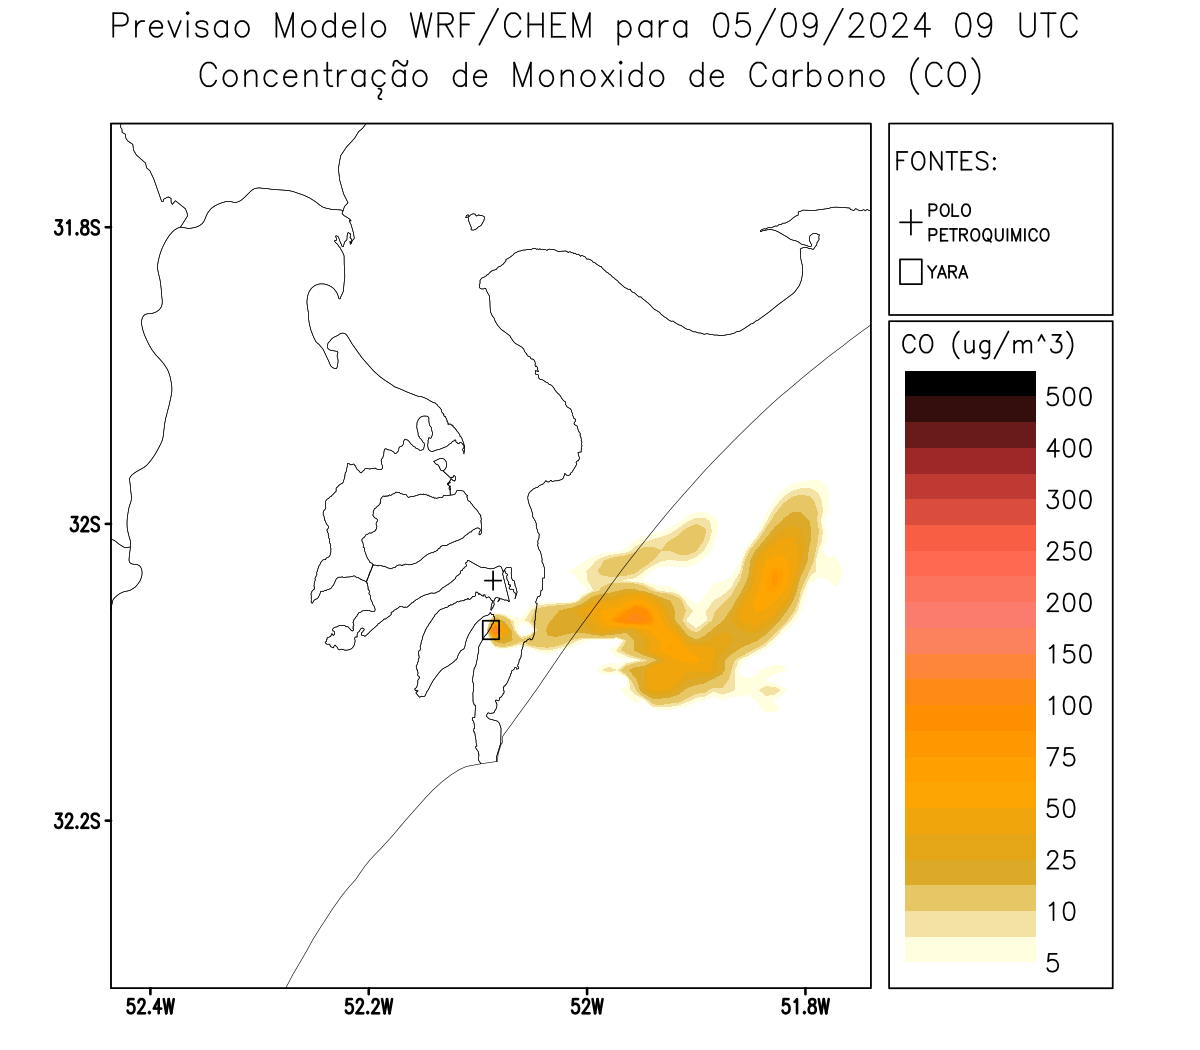 Previsao Modelo WRF/CHEM para 05/09/2024 09 UTC
Concentração de Monoxido de Carbono (CO)
FONTES:
POLO
PETROQUIMICO
YARA
CO (ug/m^3)
500
400
300
250
200
150
100
75
50
25
10
5
31.8S
32S
32.2S
52.4W
52.2W
52W
51.8W